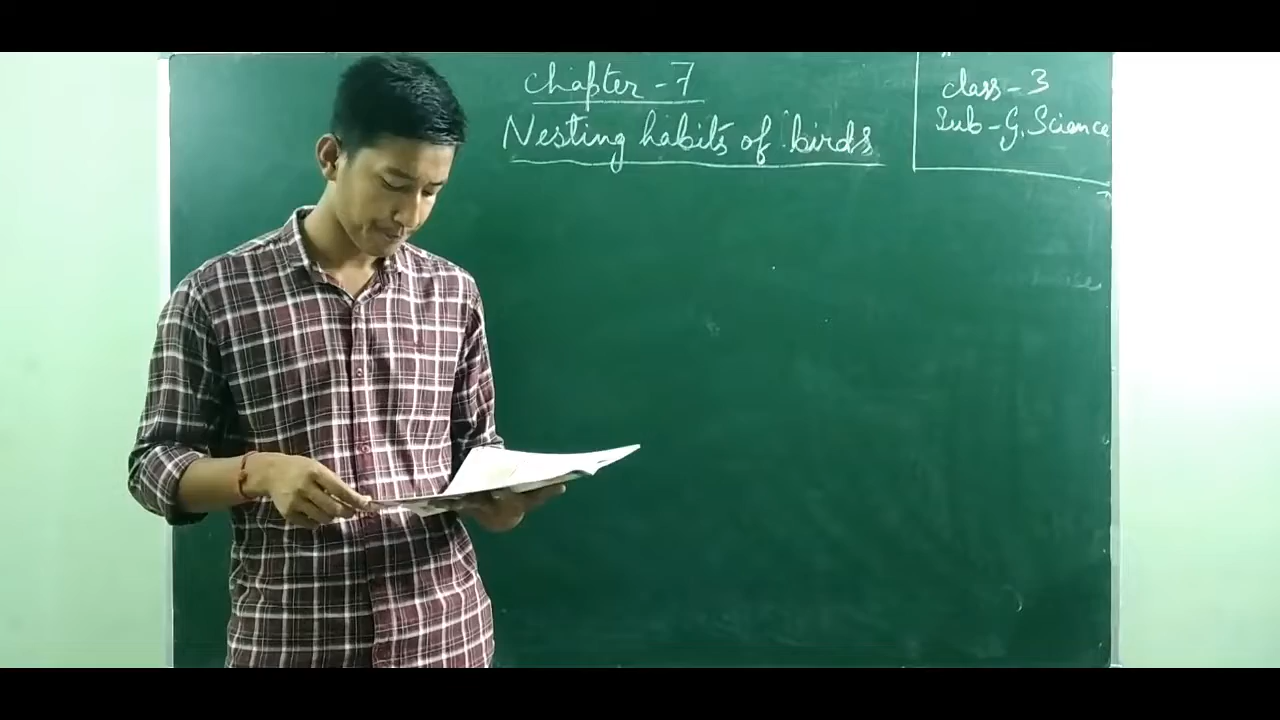 Chapter - 7
Nesting habits of birds
class - 3
Sub - G. Science